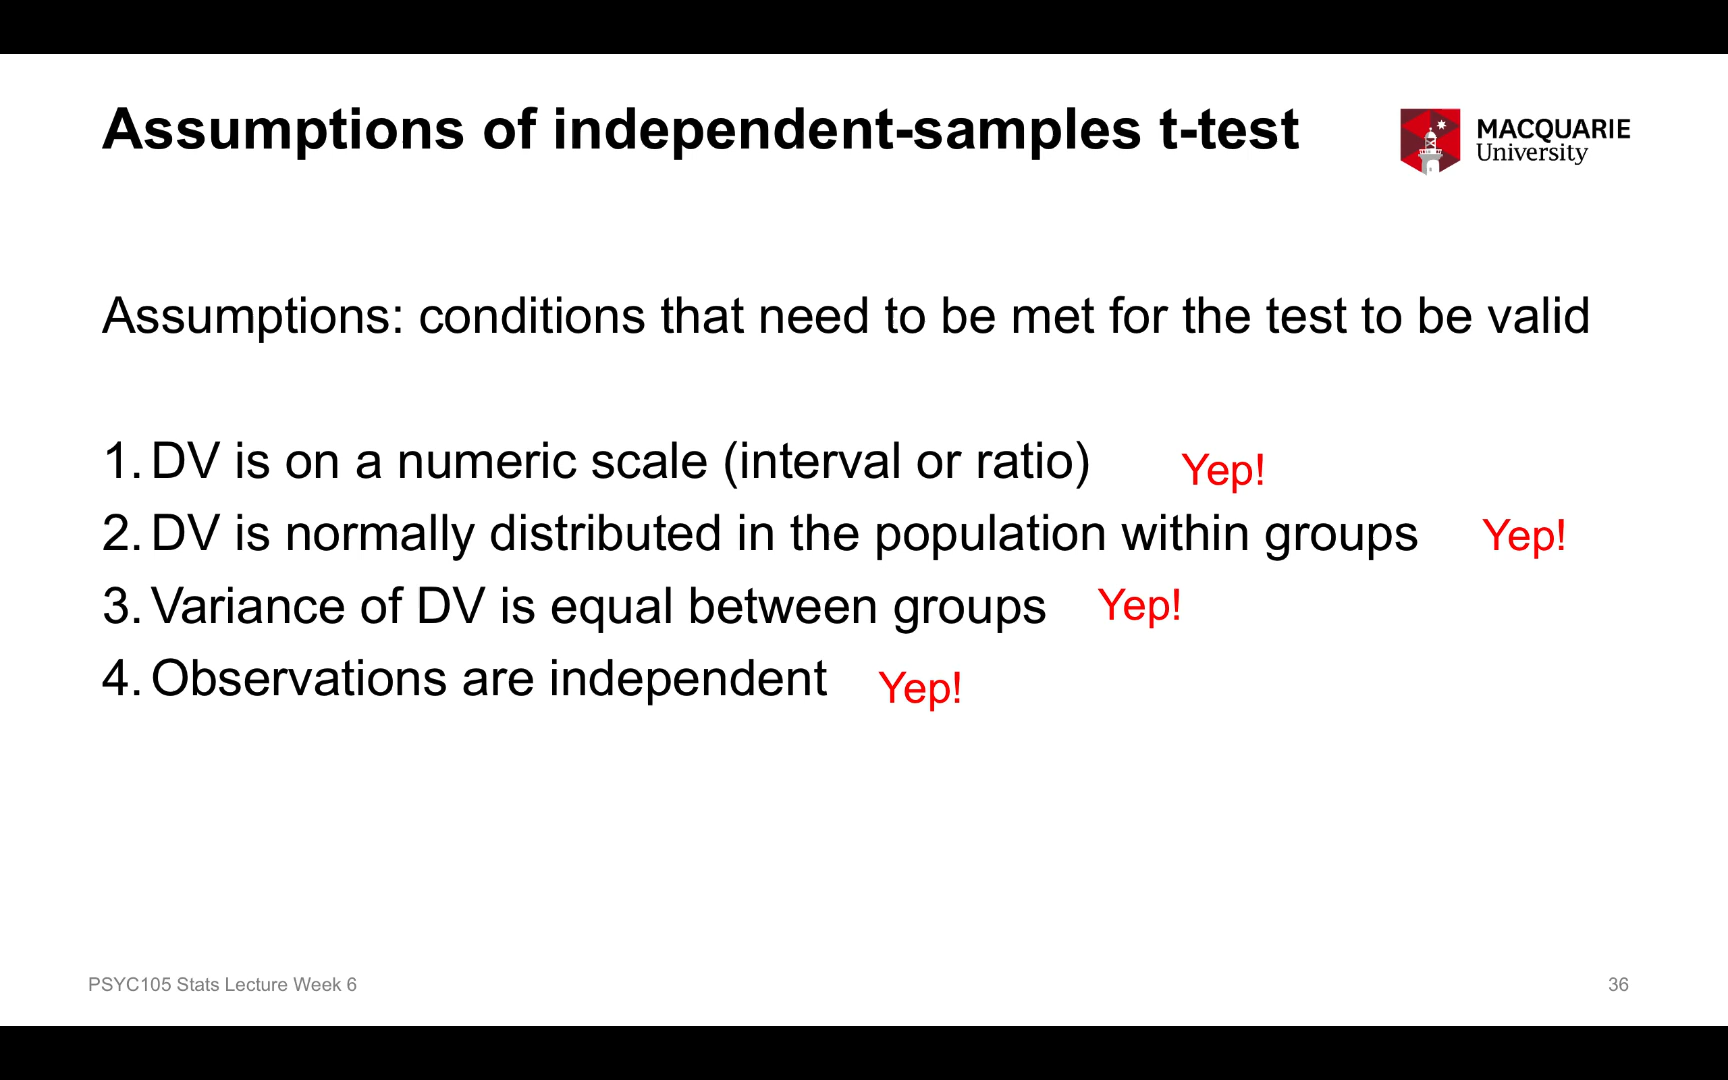 Assumptions of independent-samples t-test
MACQUARIE
University
Assumptions: conditions that need to be met for the test to be valid
1. DV is on a numeric scale (interval or ratio) Yep!
2. DV is normally distributed in the population within groups Yep!
3. Variance of DV is equal between groups Yep!
4. Observations are independent Yep!
PSYC105 Stats Lecture Week 6 36